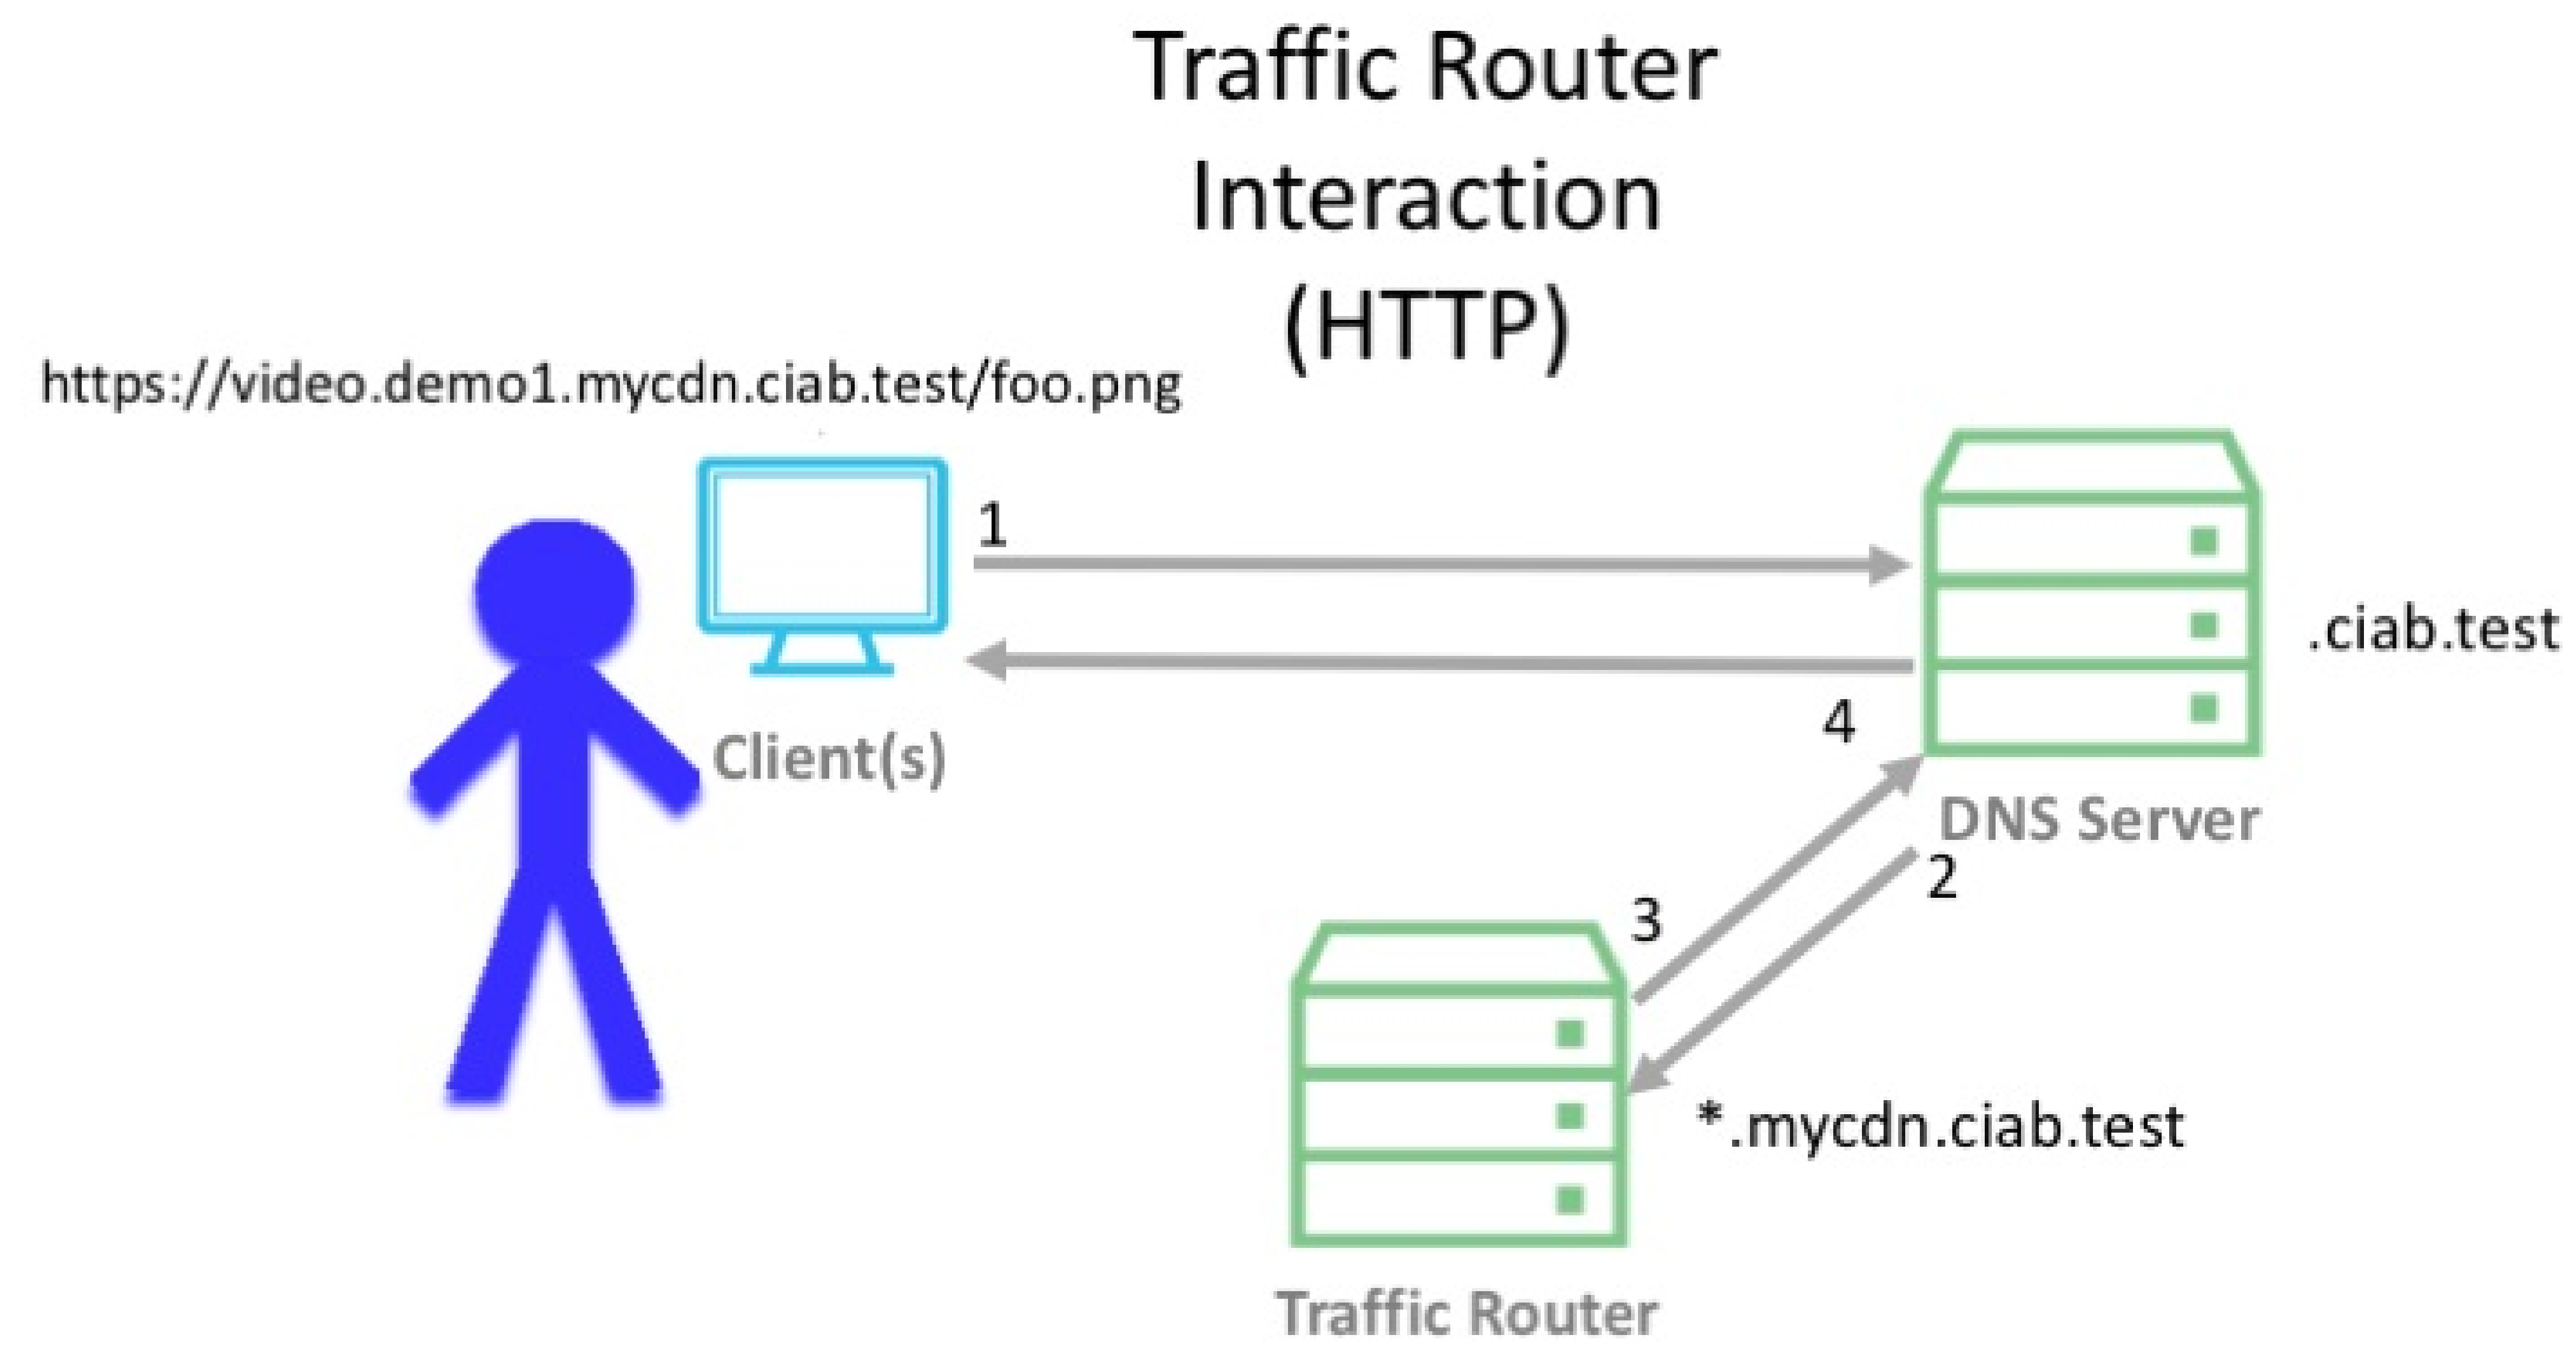 Traffic Router
Interaction
(HTTP)
https://video.demo1.mycdn.ciab.test/foo.png
1
.ciab.test
4
Client(s)
DNS Server
2
3
*.mycdn.ciab.test
Traffic Router